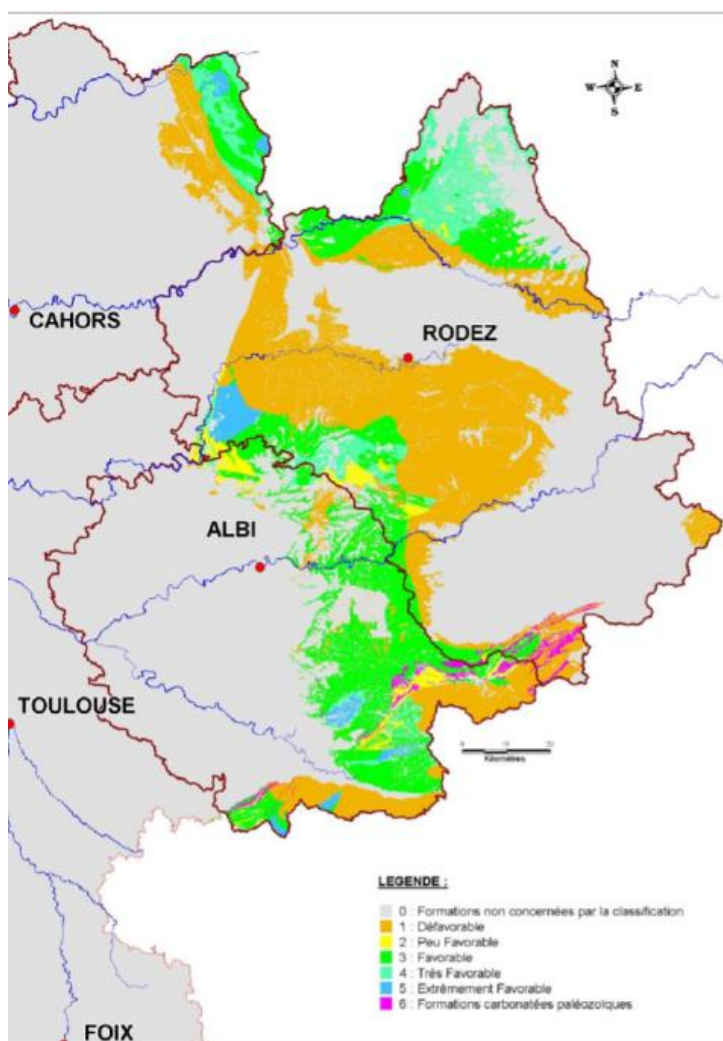 N
W E
S
CAHORS
RODEZ
ALBI
TOULOUSE
Kilomètres
LEGENDE :
0 : Formations non concernées par la classification
1 : Défavorable
2 : Peu Favorable
3 : Favorable
4 : Très Favorable
5 : Extrêmement Favorable
6 : Formations carbonatées paléozoïques
FOIX